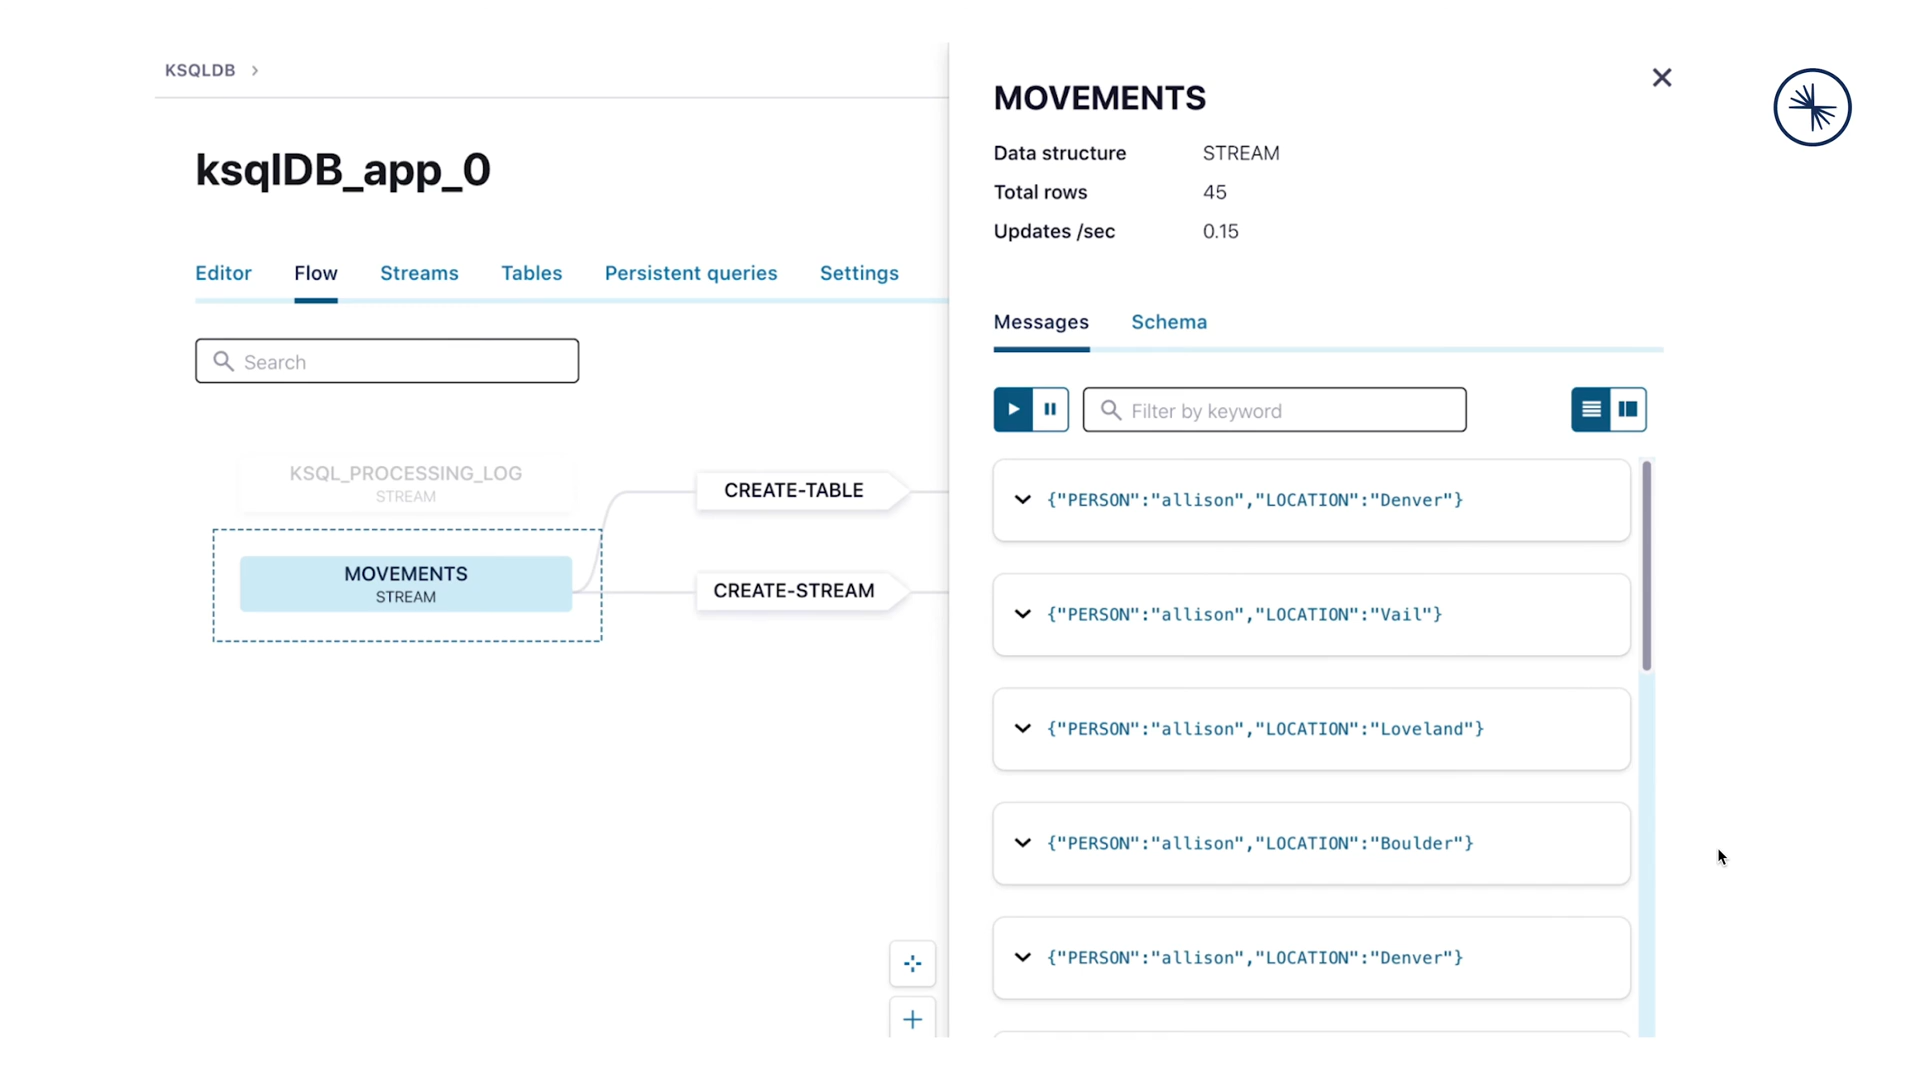 KSQLDB
ksqlDB_app_0
Editor Flow Streams Tables Persistent queries Settings
Search
KSQL_PROCESSING_LOG
STREAM
MOVEMENTS
STREAM
CREATE-TABLE
CREATE-STREAM
MOVEMENTS
Data structure STREAM
Total rows 45
Updates /sec 0.15
Messages Schema
Filter by keyword
{"PERSON":"allison","LOCATION":"Denver"}
{"PERSON":"allison","LOCATION":"Vail"}
{"PERSON":"allison","LOCATION":"Loveland"}
{"PERSON":"allison","LOCATION":"Boulder"}
{"PERSON":"allison","LOCATION":"Denver"}